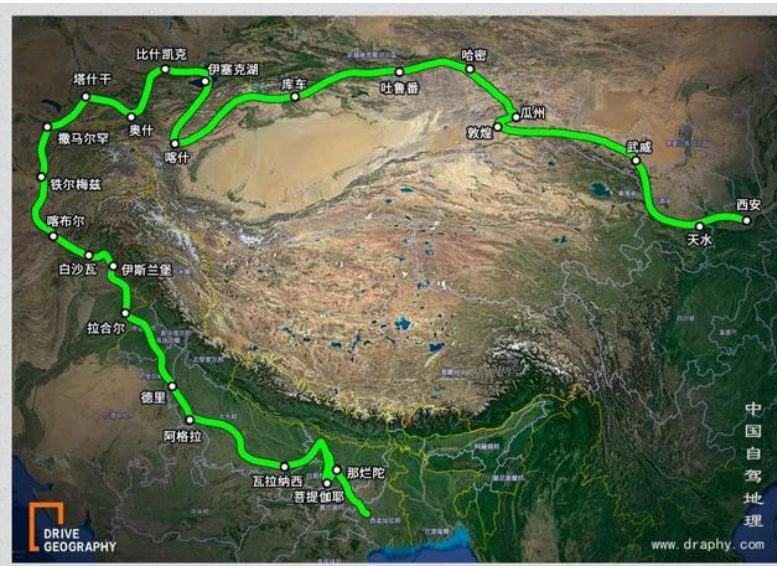 比什凯克
哈密
塔什干
伊塞克湖
库车
吐鲁番
瓜州
撒马尔罕
奥什
敦煌
喀什
武威
铁尔梅兹
西安
喀布尔
天水
白沙瓦
伊斯兰堡
拉合尔
德里
阿格拉
瓦拉纳西
那烂陀
菩提伽耶
中国自驾地理
DRIVE
GEOGRAPHY
www.draphy.com